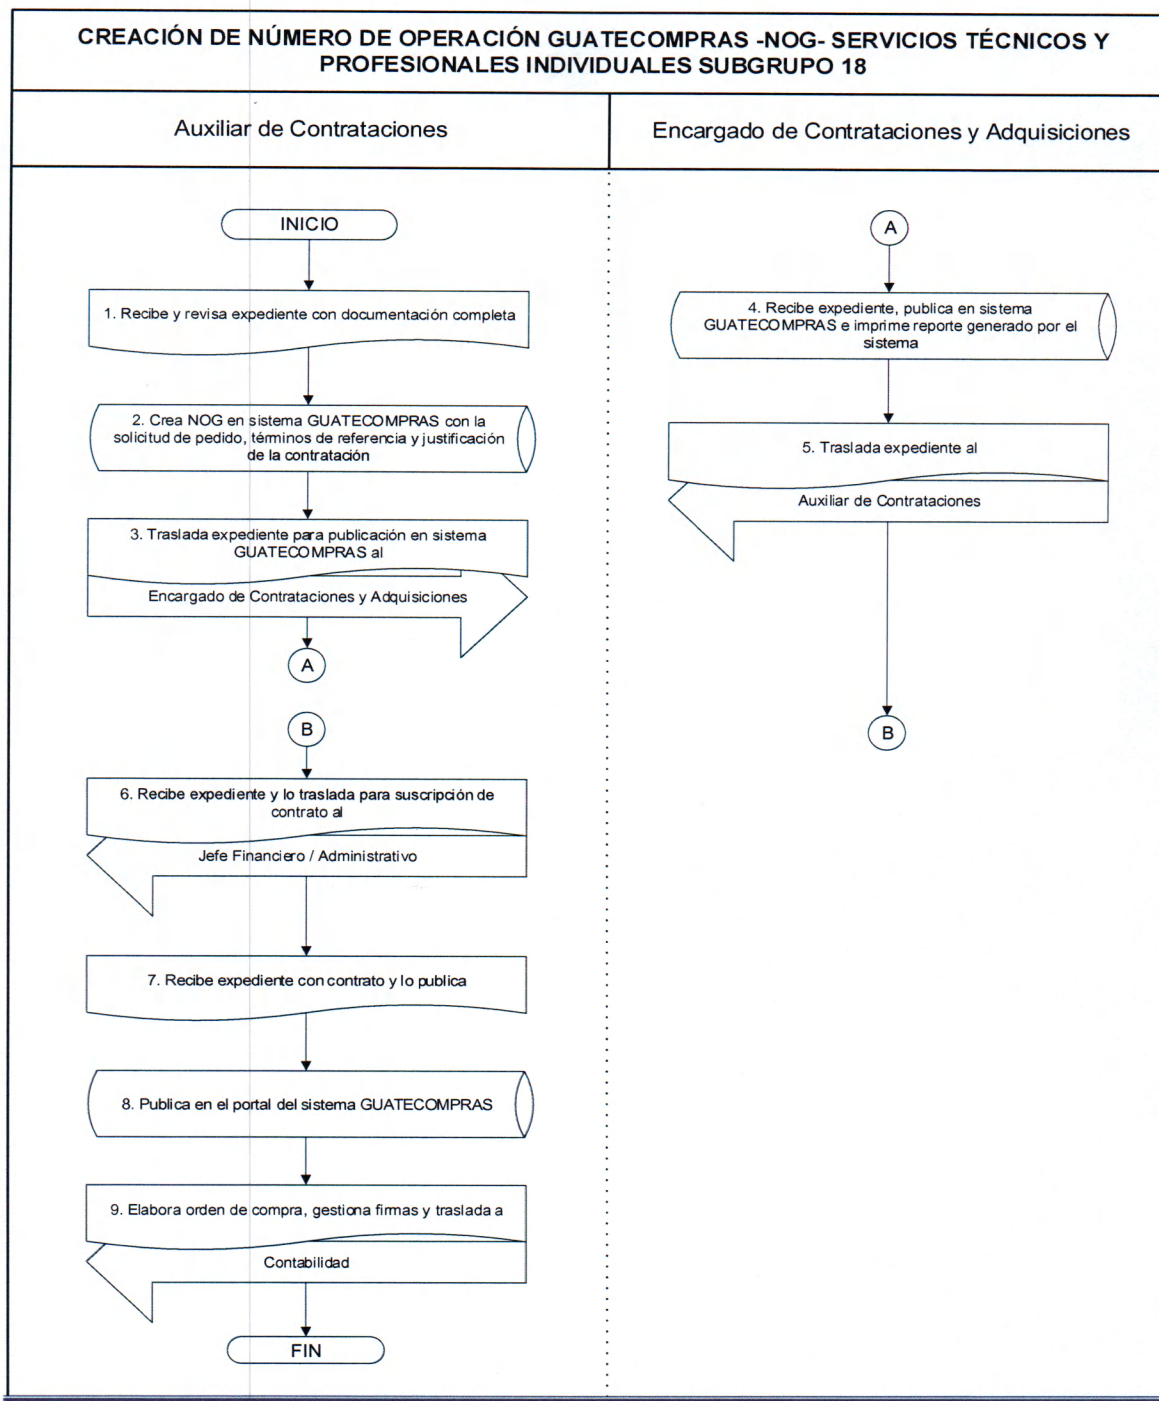 CREACIÓN DE NÚMERO DE OPERACIÓN GUATECOMPRAS -NOG- SERVICIOS TÉCNICOS Y
PROFESIONALES INDIVIDUALES SUBGRUPO 18
Auxiliar de Contrataciones
Encargado de Contrataciones y Adquisiciones
INICIO
1. Recibe y revisa expediente con documentación completa
2. Crea NOG en sistema GUATECOMPRAS con la
solicitud de pedido, términos de referencia y justificación
de la contratación
3. Traslada expediente para publicación en sistema
GUATECOMPRAS al
Encargado de Contrataciones y Adquisiciones
A
B
6. Recibe expediente y lo traslada para suscripción de
contrato al
Jefe Financiero / Administrativo
7. Recibe expediente con contrato y lo publica
8. Publica en el portal del sistema GUATECOMPRAS
9. Elabora orden de compra, gestiona firmas y traslada a
Contabilidad
FIN
A
4. Recibe expediente, publica en sistema
GUATECOMPRAS e imprime reporte generado por el
sistema
5. Traslada expediente al
Auxiliar de Contrataciones
B